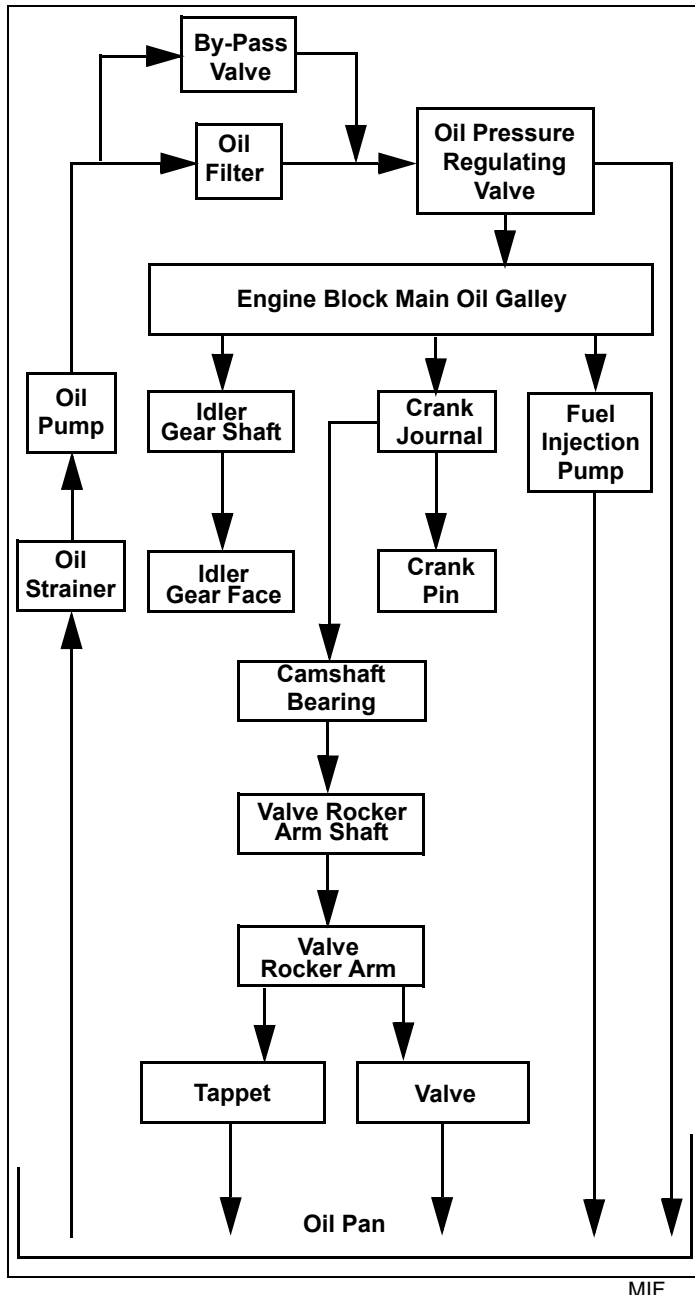 By-Pass
Valve
Oil
Filter
Oil Pressure
Regulating
Valve
Engine Block Main Oil Galley
Oil
Pump
Idler
Gear Shaft
Crank
Journal
Fuel
Injection
Pump
Oil
Strainer
Idler
Gear Face
Crank
Pin
Camshaft
Bearing
Valve Rocker
Arm Shaft
Valve
Rocker Arm
Tappet
Valve
Oil Pan
MIF